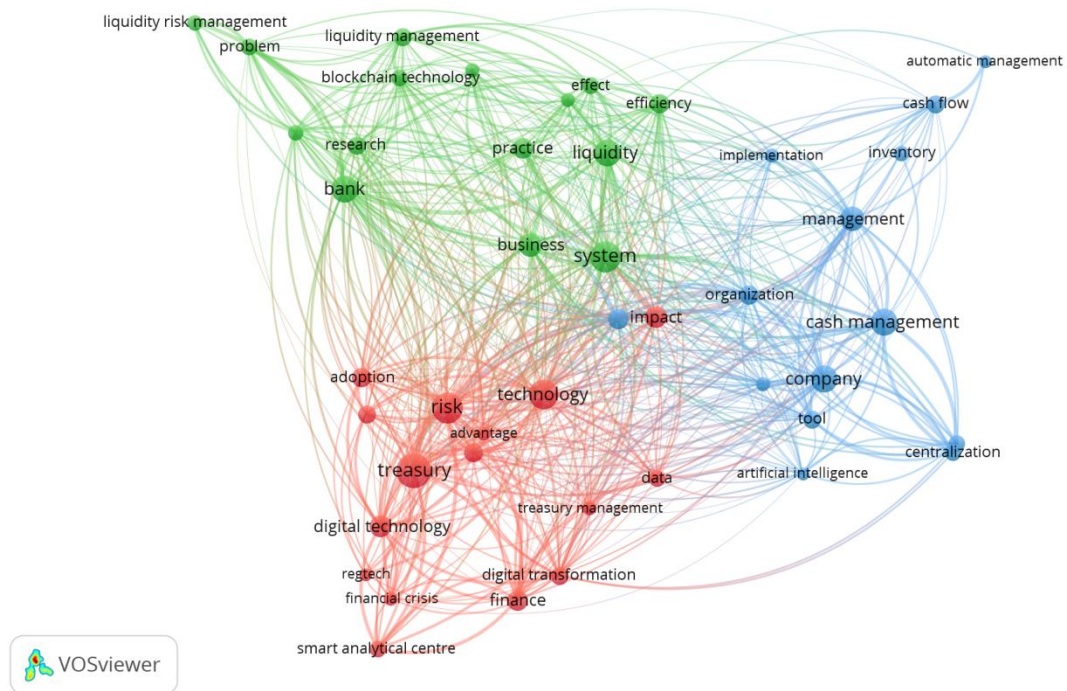 liquidity risk management
problem
liquidity management
blockchain technology
effect
efficiency
automatic management
cash flow
research
practice
liquidity
implementation
inventory
bank
management
business
system
organization
impact
cash management
adoption
technology
company
risk
advantage
tool
treasury
centralization
data
artificial intelligence
treasury management
digital technology
regtech
digital transformation
financial crisis
finance
smart analytical centre
VOSviewer